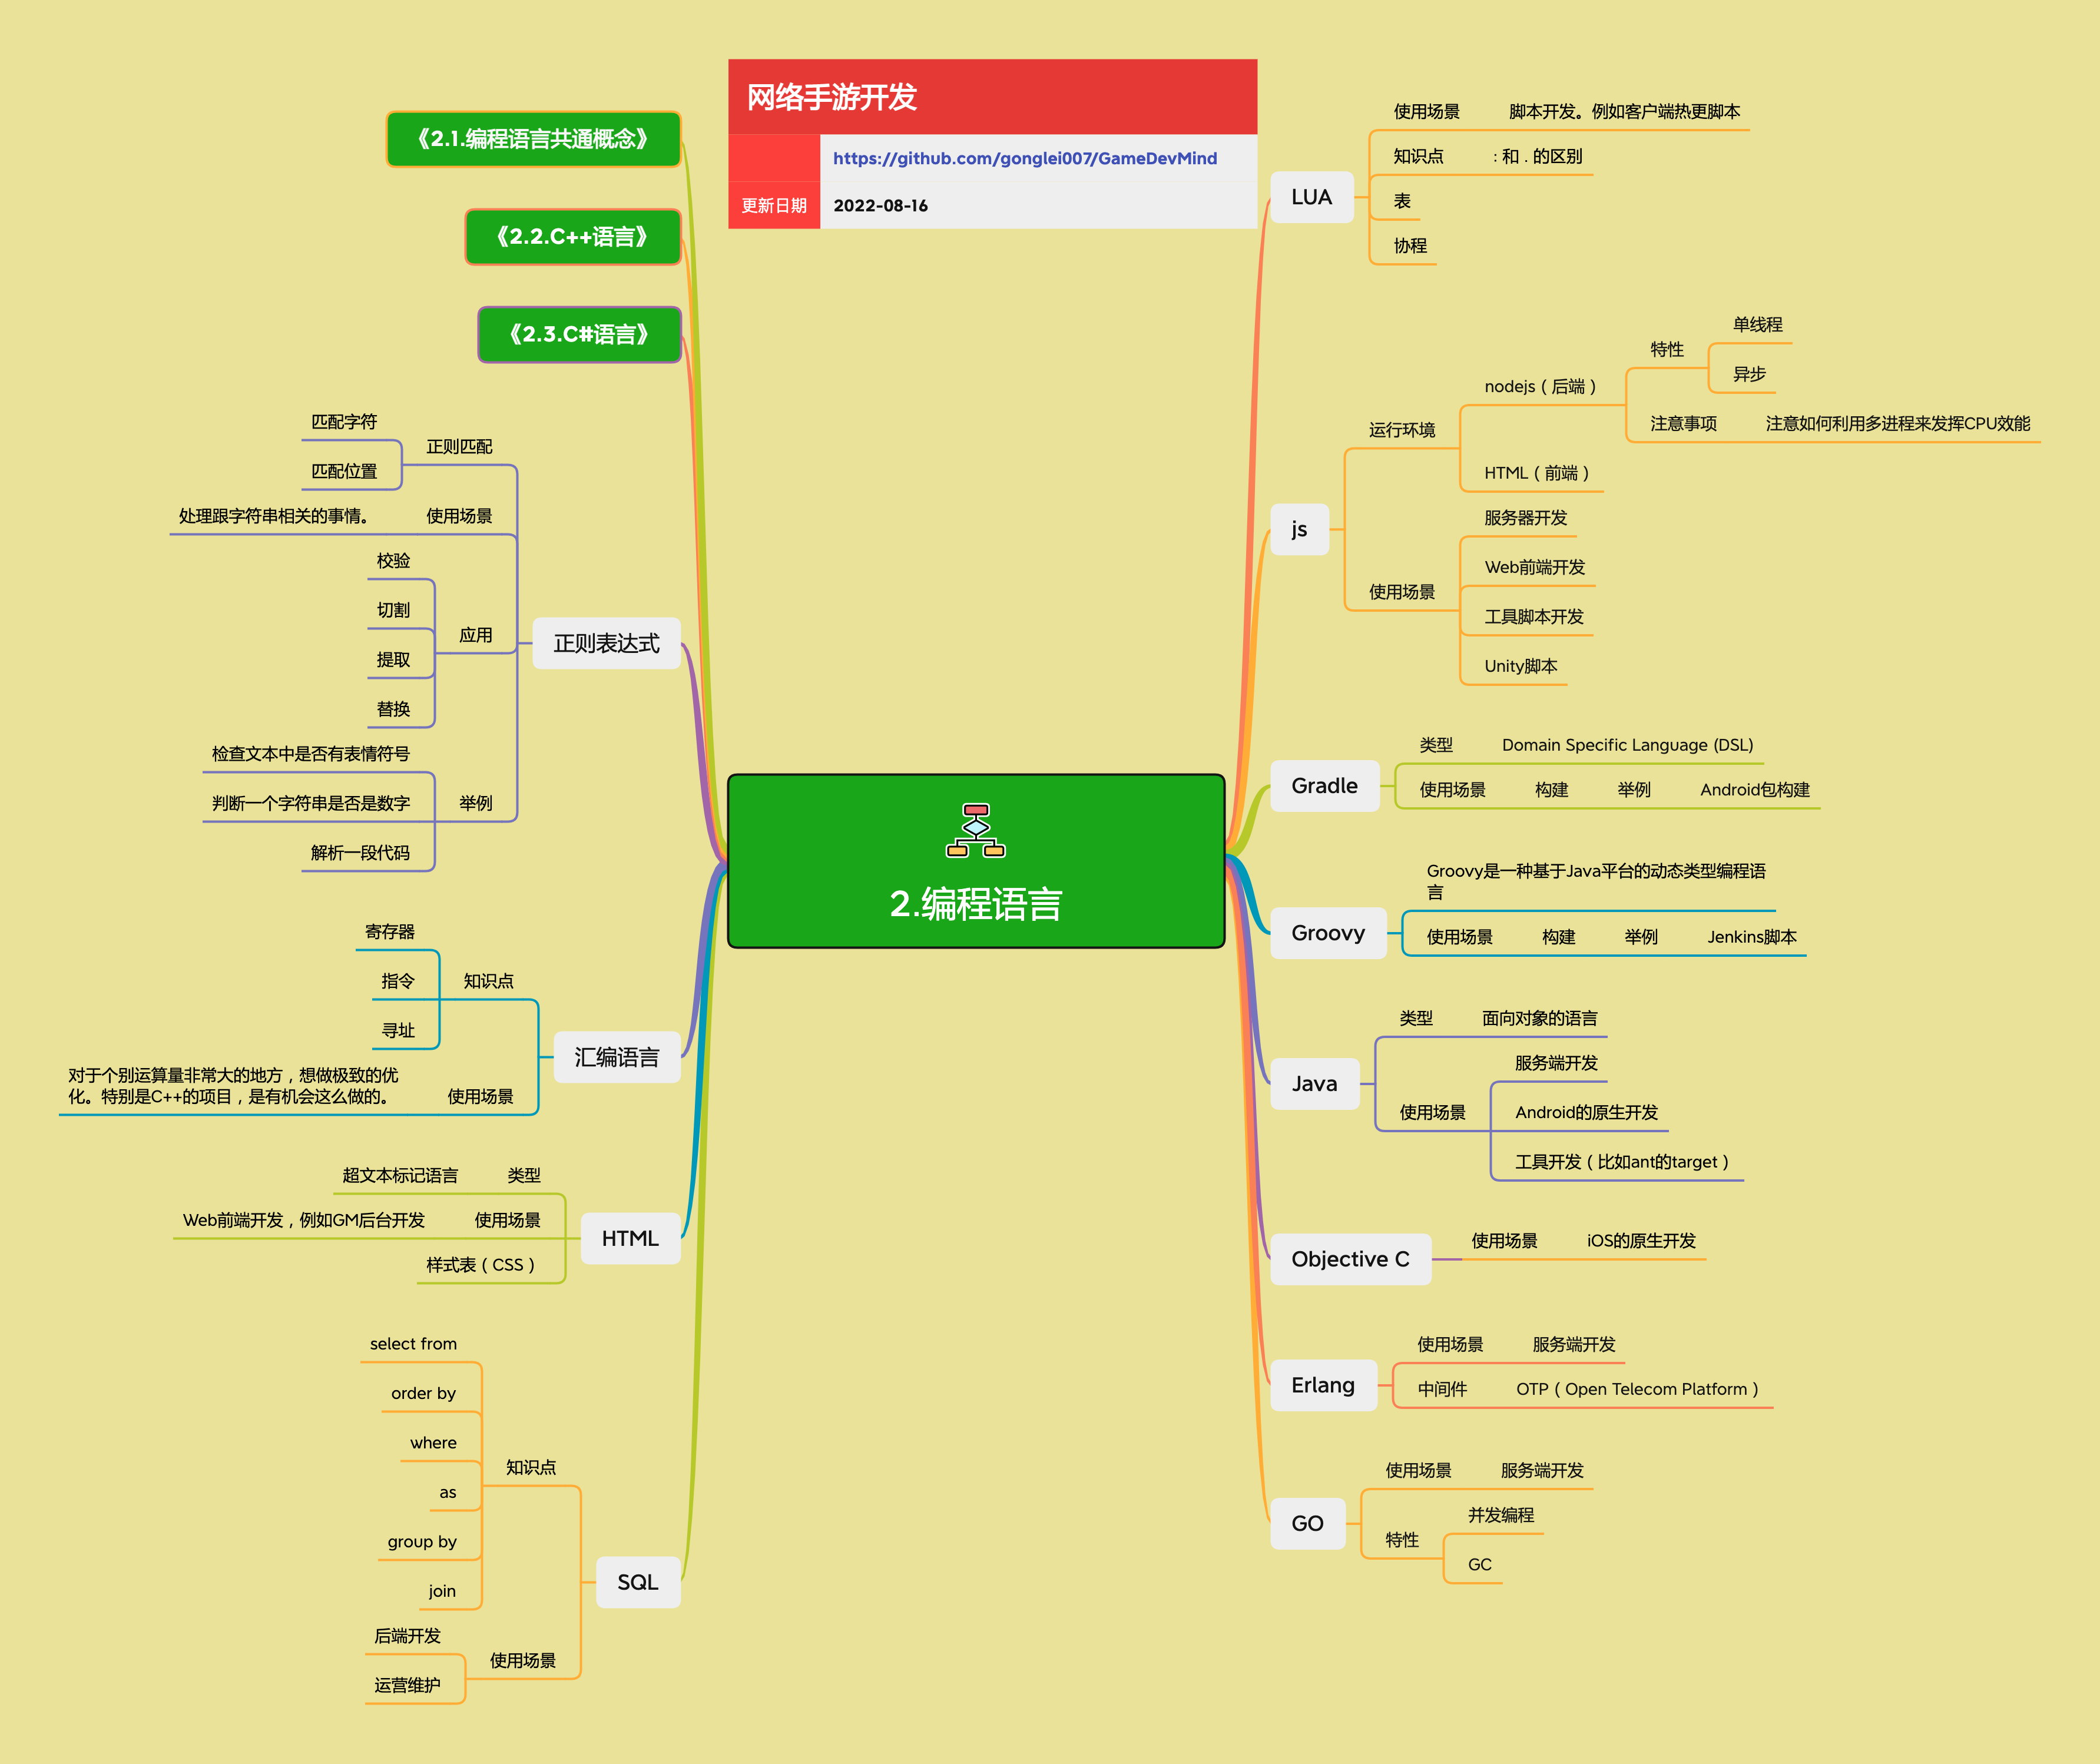 网络手游开发
https://github.com/gonglei007/GameDevMind
更新日期
2022-08-16
2.编程语言
《2.1.编程语言共通概念》
《2.2.C++语言》
《2.3.C#语言》
正则表达式
正则匹配
匹配字符
匹配位置
使用场景
处理跟字符串相关的事情。
应用
校验
切割
提取
替换
举例
检查文本中是否有表情符号
判断一个字符串是否是数字
解析一段代码
汇编语言
知识点
寄存器
指令
寻址
使用场景
对于个别运算量非常大的地方，想做极致的优
化。特别是C++的项目，是有机会这么做的。
HTML
类型
超文本标记语言
使用场景
Web前端开发，例如GM后台开发
样式表（CSS）
SQL
知识点
select from
order by
where
as
group by
join
使用场景
后端开发
运营维护
LUA
使用场景
脚本开发。例如客户端热更脚本
知识点
: 和 . 的区别
表
协程
js
运行环境
nodejs（后端）
特性
单线程
异步
注意事项
注意如何利用多进程来发挥CPU效能
HTML（前端）
使用场景
服务器开发
Web前端开发
工具脚本开发
Unity脚本
Gradle
类型
Domain Specific Language (DSL)
使用场景
构建
举例
Android包构建
Groovy
Groovy是一种基于Java平台的动态类型编程语
言
使用场景
构建
举例
Jenkins脚本
Java
类型
面向对象的语言
使用场景
服务端开发
Android的原生开发
工具开发（比如ant的target）
Objective C
使用场景
iOS的原生开发
Erlang
使用场景
服务端开发
中间件
OTP（Open Telecom Platform）
GO
使用场景
服务端开发
特性
并发编程
GC